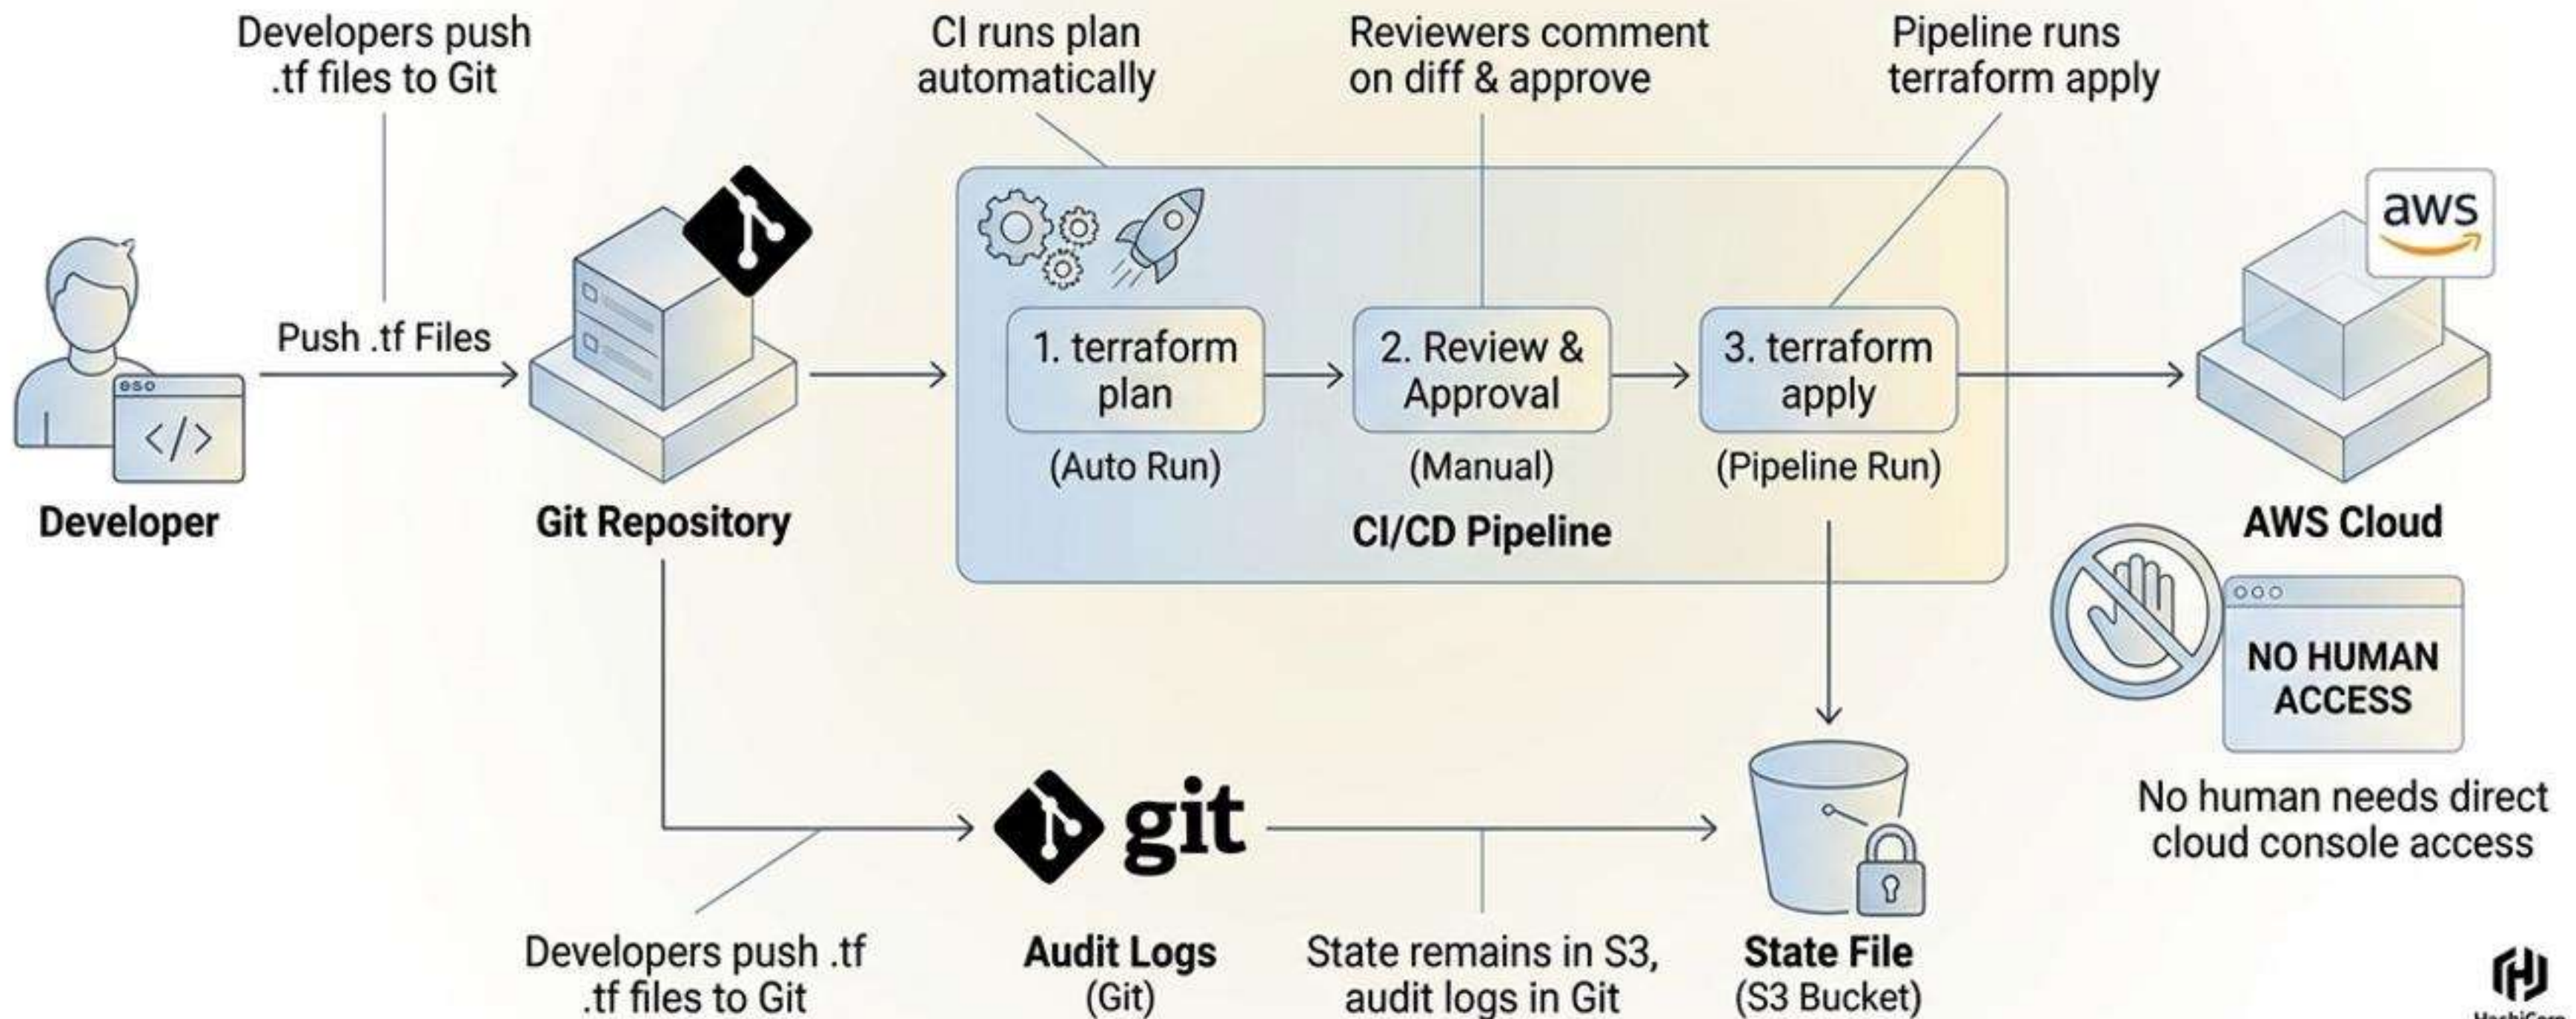 Developers push
.tf files to Git
CI runs plan
automatically
Reviewers comment
on diff & approve
Pipeline runs
terraform apply
aws
Push .tf Files
1. terraform
plan
(Auto Run)
2. Review &
Approval
(Manual)
3. terraform
apply
(Pipeline Run)
</>
Developer
Git Repository
CI/CD Pipeline
AWS Cloud
NO HUMAN
ACCESS
No human needs direct
cloud console access
git
Developers push .tf
.tf files to Git
Audit Logs
(Git)
State remains in S3,
audit logs in Git
State File
(S3 Bucket)
HashiCorp